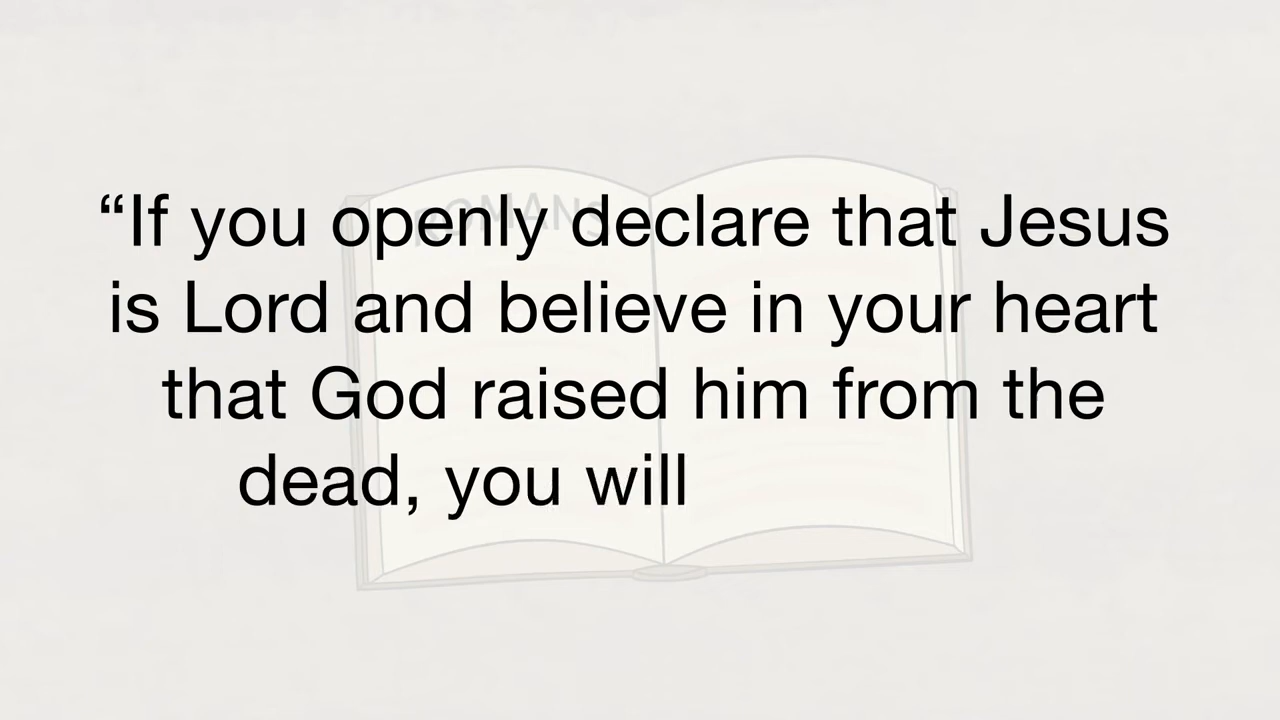 ROMANS
“If you openly declare that Jesus
is Lord and believe in your heart
that God raised him from the
dead, you will